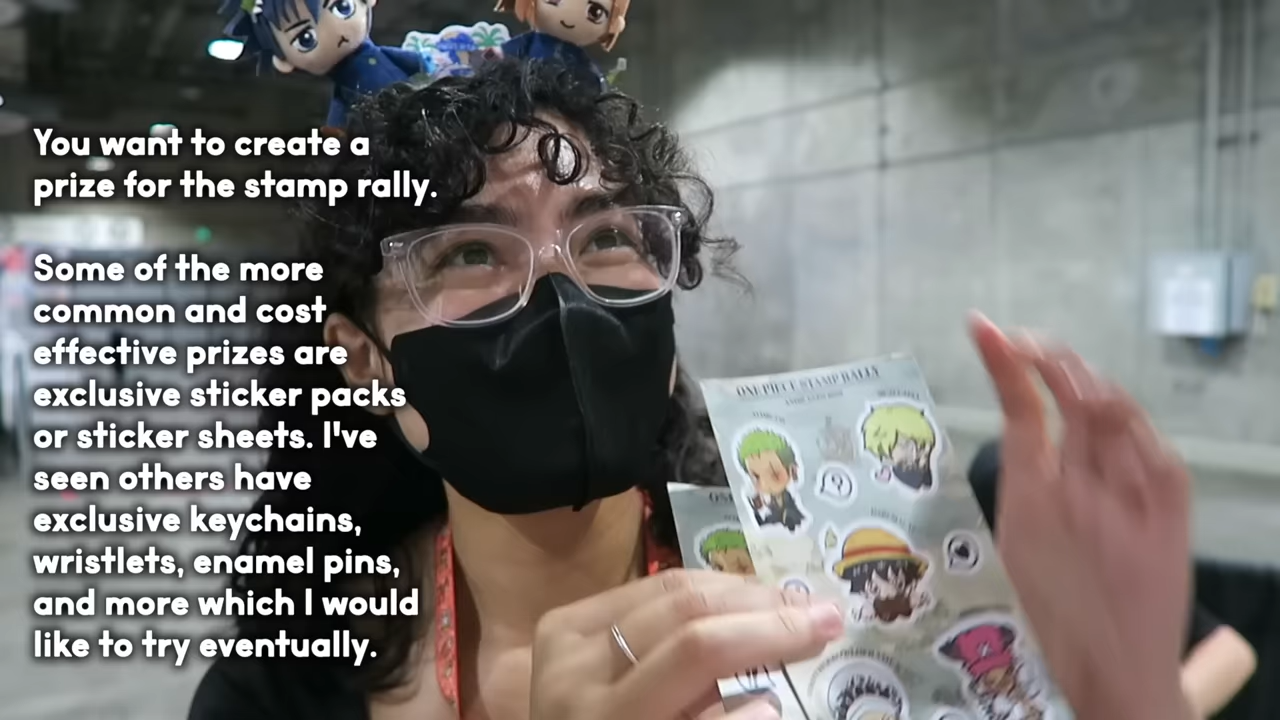 You want to create a
prize for the stamp rally.
Some of the more
common and cost
effective prizes are
exclusive sticker packs
or sticker sheets. I've
seen others have
exclusive keychains,
wristlets, enamel pins,
and more which I would
like to try eventually.
ONE PIECE STAMP RALLY